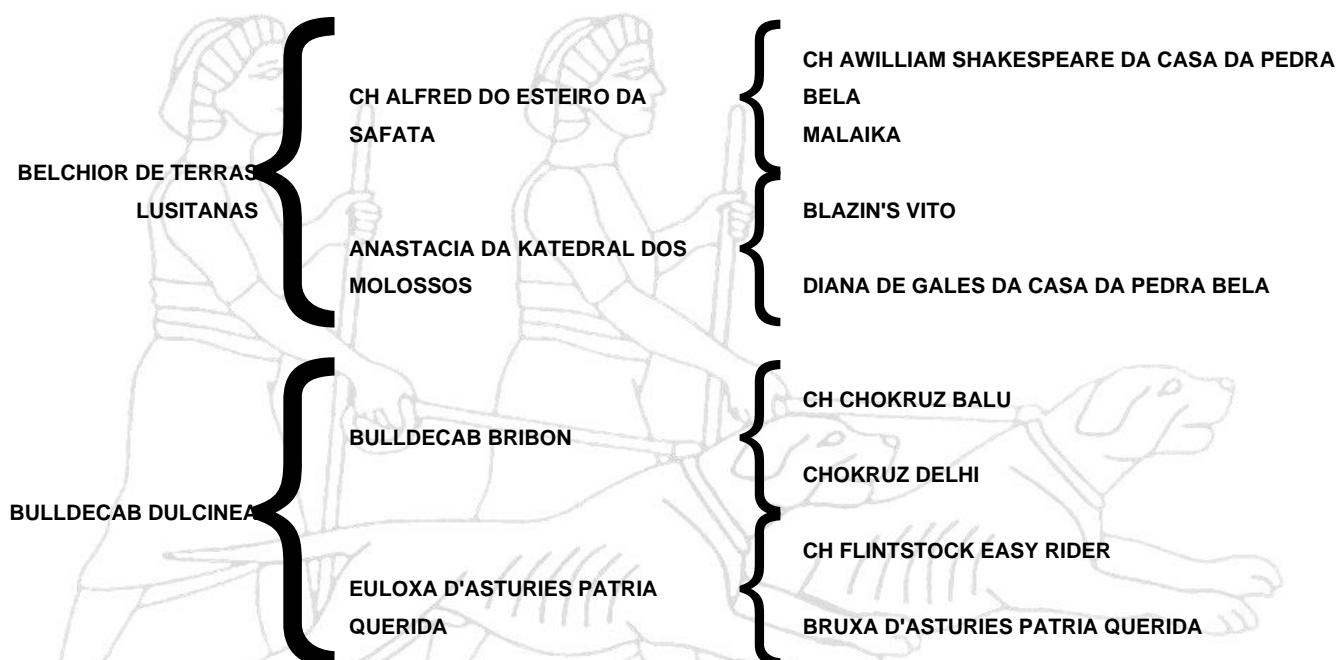 BELCHIOR DE TERRAS
LUSITANAS
CH ALFRED DO ESTEIRO DA
SAFATA
CH AWILLIAM SHAKESPEARE DA CASA DA PEDRA
BELA
MALAIKA
ANASTACIA DA KATEDRAL DOS
MOLOSSOS
BLAZIN'S VITO
DIANA DE GALES DA CASA DA PEDRA BELA
BULLDECAB DULCINEA
BULLDECAB BRIBON
CH CHOKRUZ BALU
CHOKRUZ DELHI
EULOXA D'ASTURIES PATRIA
QUERIDA
CH FLINTSTOCK EASY RIDER
BRUXA D'ASTURIES PATRIA QUERIDA